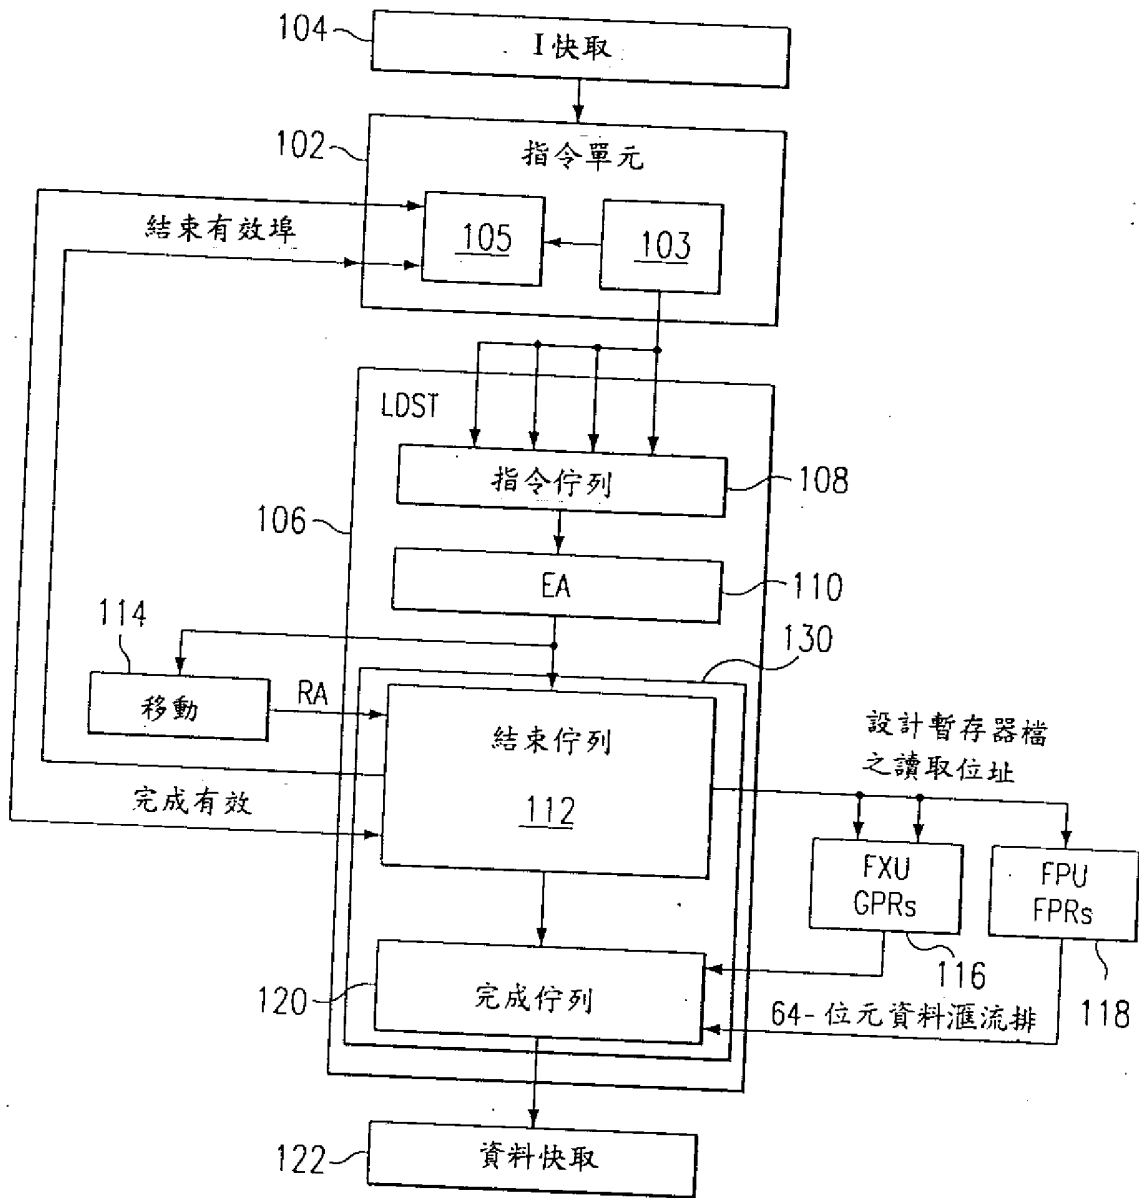 104
I 快取
102
指令單元
結束有效埠
105
103
LDST
指令佇列
108
106
EA
110
114
130
移動
RA
結束佇列
設計暫存器檔
之讀取位址
完成有效
112
FXU
GPRs
FPU
FPRs
116
118
120
完成佇列
64-位元資料滙流排
122
資料快取